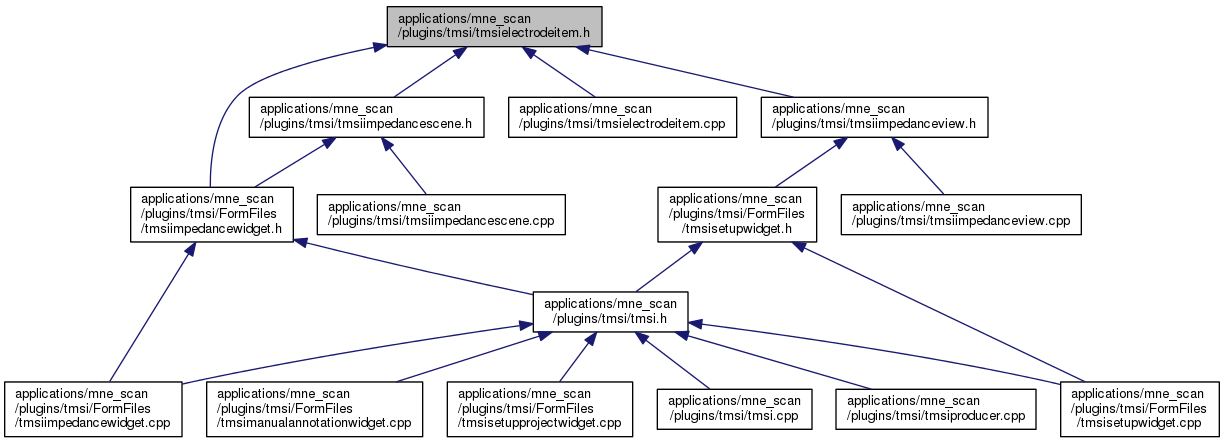 applications/mne_scan
/plugins/tmsi/tmsielectrodeitem.h
applications/mne_scan
/plugins/tmsi/tmsiimpedancescene.h
applications/mne_scan
/plugins/tmsi/tmsielectrodeitem.cpp
applications/mne_scan
/plugins/tmsi/tmsiimpedanceview.h
applications/mne_scan
/plugins/tmsi/FormFiles
/tmsiimpedancewidget.h
applications/mne_scan
/plugins/tmsi/tmsiimpedancescene.cpp
applications/mne_scan
/plugins/tmsi/FormFiles
/tmsisetupwidget.h
applications/mne_scan
/plugins/tmsi/tmsiimpedanceview.cpp
applications/mne_scan
/plugins/tmsi/tmsi.h
applications/mne_scan
/plugins/tmsi/FormFiles
/tmsiimpedancewidget.cpp
applications/mne_scan
/plugins/tmsi/FormFiles
/tmsimanualannotationwidget.cpp
applications/mne_scan
/plugins/tmsi/FormFiles
/tmsisetupprojectwidget.cpp
applications/mne_scan
/plugins/tmsi/tmsi.cpp
applications/mne_scan
/plugins/tmsi/tmsiproducer.cpp
applications/mne_scan
/plugins/tmsi/FormFiles
/tmsisetupwidget.cpp